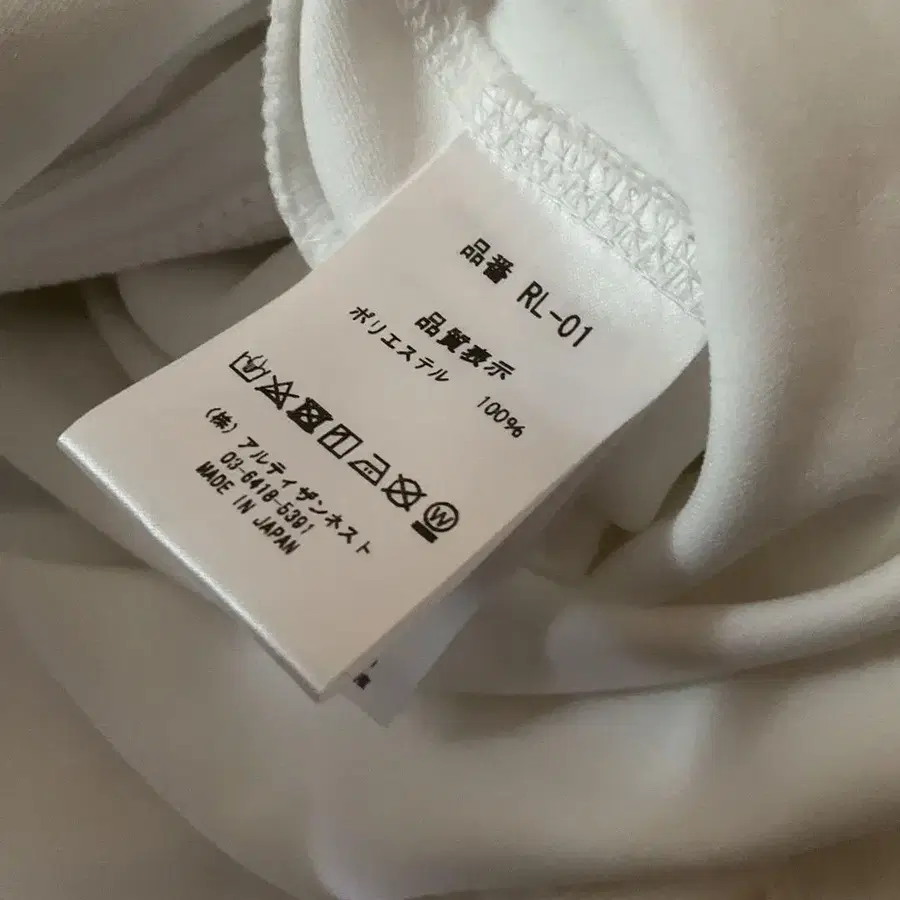 品番 RL-01
品質表示
ポリエステル 100%
W
(株)アルティザンネスト
03-6418-5391
MADE IN JAPAN
産